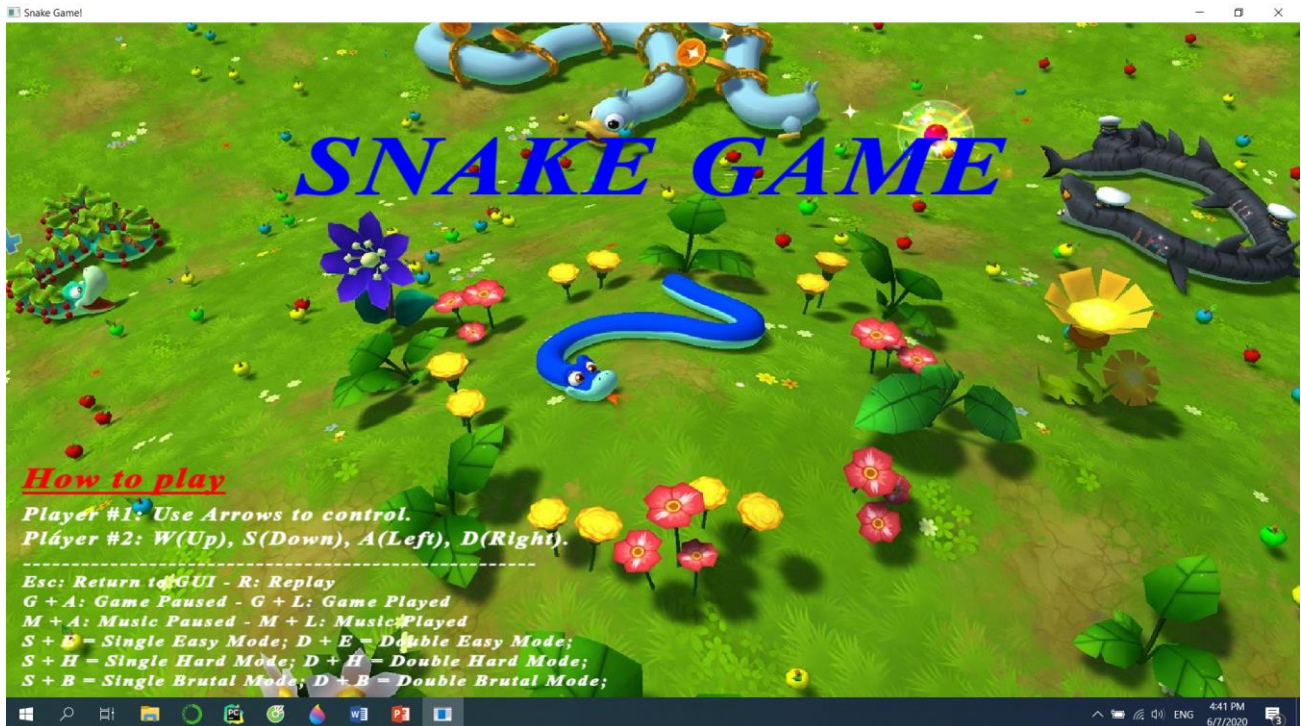 Snake Game!
SNAKE GAME
How to play
Player #1: Use Arrows to control.
Player #2: W(Up), S(Down), A(Left), D(Right).
----------------------------------------------------
Esc: Return to GUI - R: Replay
G + A: Game Paused - G + L: Game Played
M + A: Music Paused - M + L: Music Played
S + E = Single Easy Mode; D + E = Double Easy Mode;
S + H = Single Hard Mode; D + H = Double Hard Mode;
S + B = Single Brutal Mode; D + B = Double Brutal Mode;
ENG
4:41 PM
6/7/2020